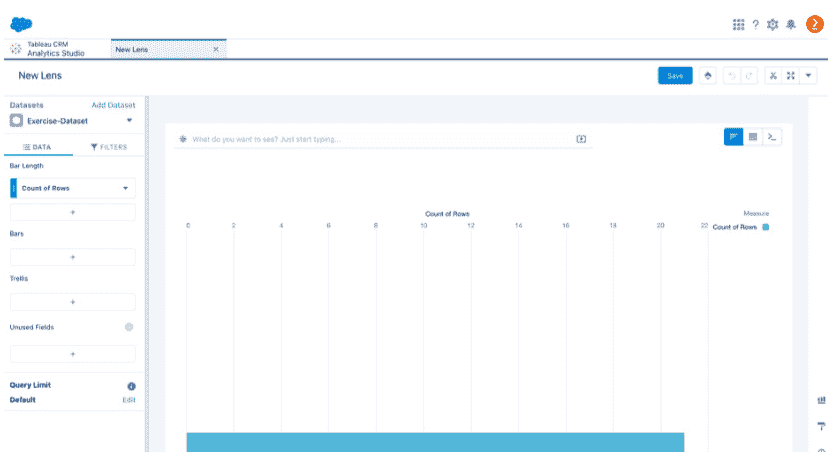 Tableau CRM
Analytics Studio
New Lens
New Lens
Save
Datasets
Add Dataset
Exercise-Dataset
DATA
FILTERS
Bar Length
Count of Rows
+
Bars
+
Trellis
+
Unused Fields
+
Query Limit
Default
Edit
What do you want to see? Just start typing...
Count of Rows
0 2 4 6 8 10 12 14 16 18 20 22
Measure
Count of Rows